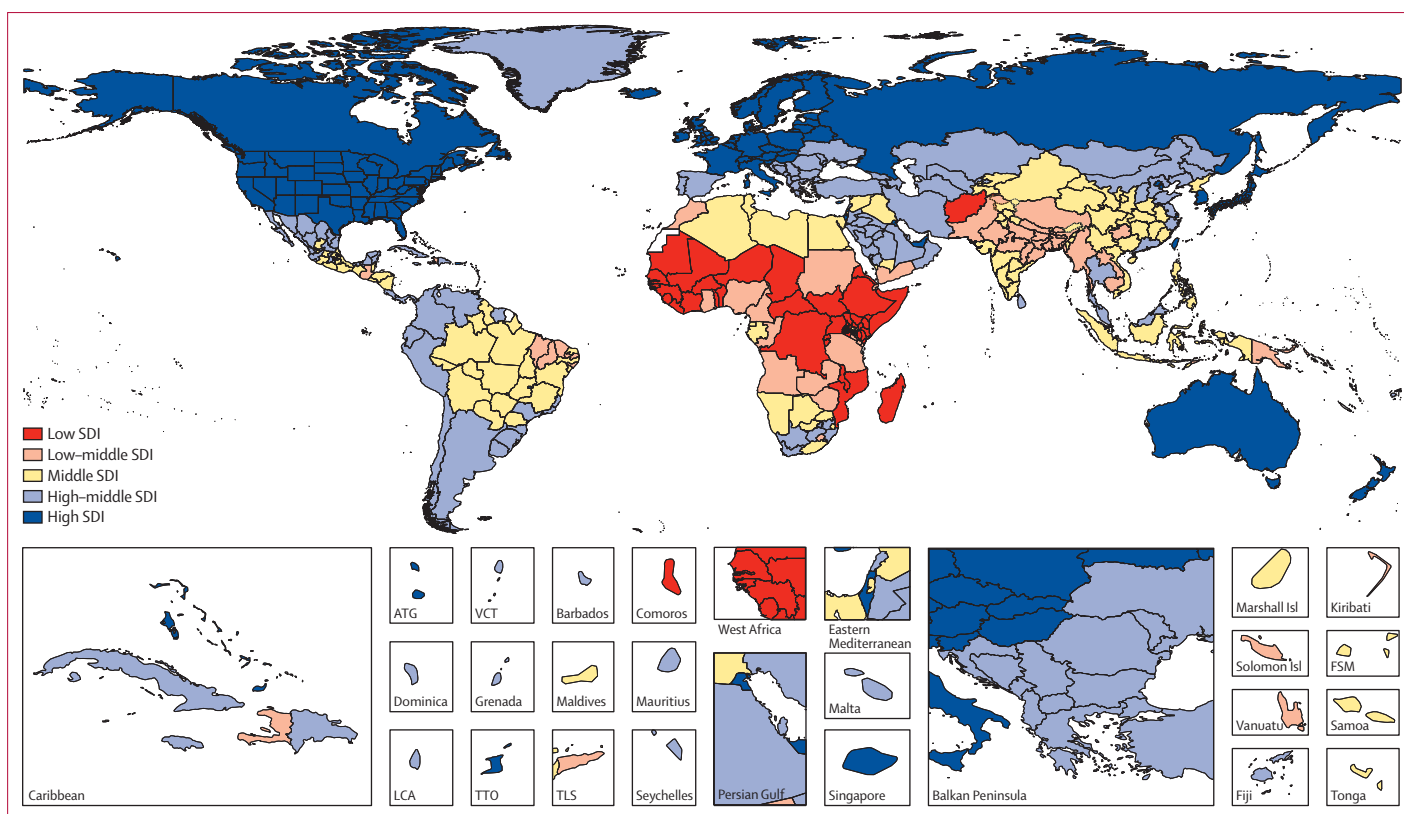 Low SDI
Low–middle SDI
Middle SDI
High–middle SDI
High SDI
Caribbean
ATG
VCT
Barbados
Comoros
West Africa
Eastern
Mediterranean
Dominica
Grenada
Maldives
Mauritius
Malta
LCA
TTO
TLS
Seychelles
Persian Gulf
Singapore
Balkan Peninsula
Marshall Isl
Kiribati
Solomon Isl
FSM
Vanuatu
Samoa
Fiji
Tonga